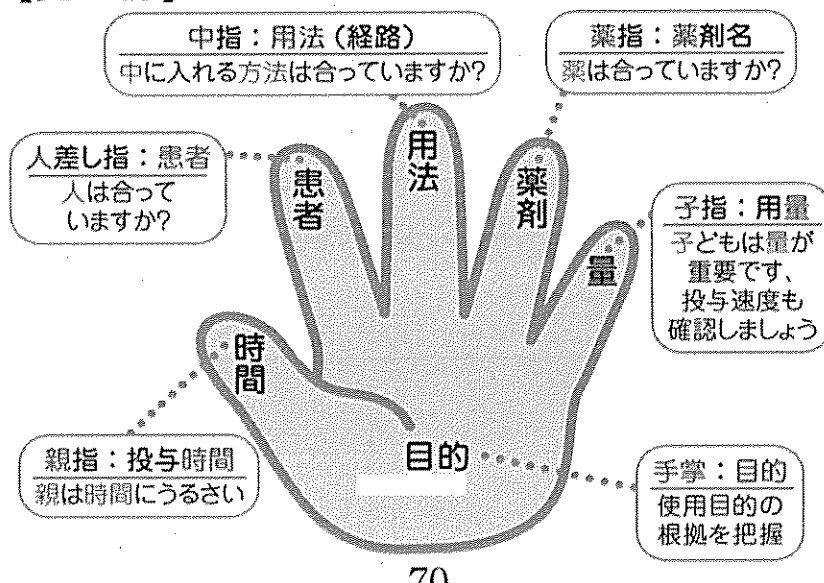 中指：用法（経路）
中に入れる方法は合っていますか？
薬指：薬剤名
薬は合っていますか？
人差し指：患者
人は合って
いますか？
子指：用量
子どもは量が
重要です、
投与速度も
確認しましょう
親指：投与時間
親は時間にうるさい
手掌：目的
使用目的の
根拠を把握
時間
患者
用法
薬剤
量
目的
70